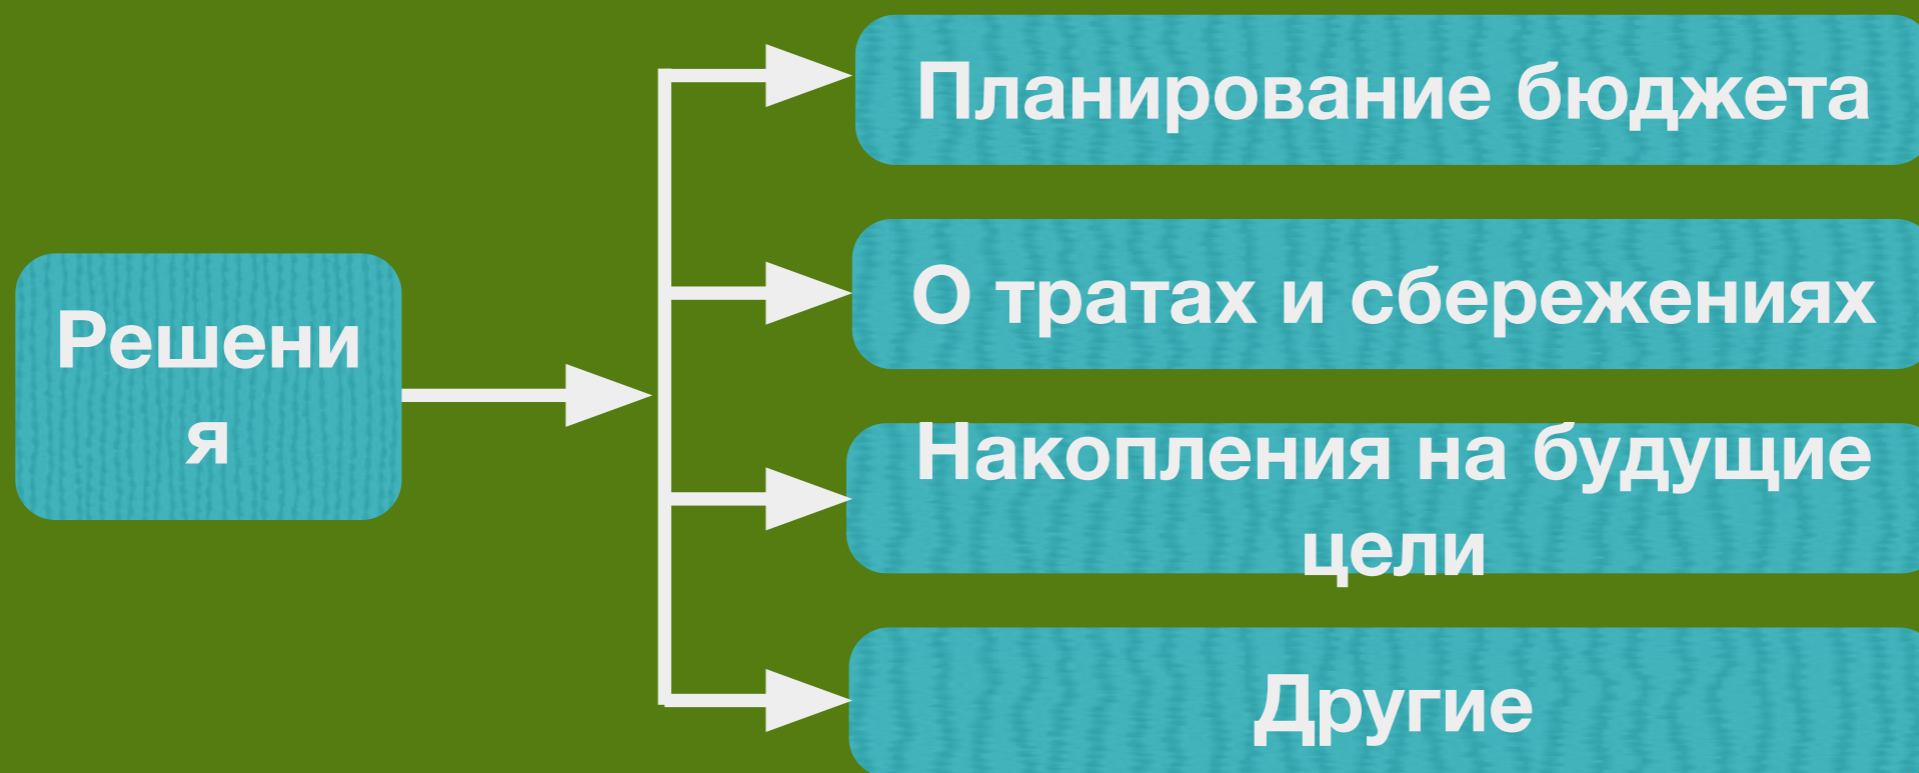 Планирование бюджета
О тратах и сбережениях
Решени
я
Накопления на будущие
цели
Другие